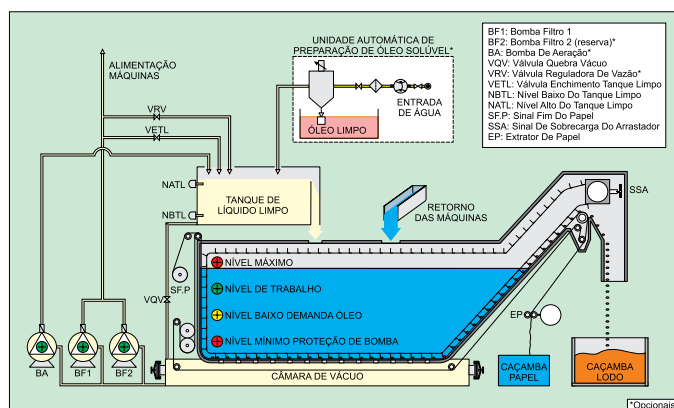 UNIDADE AUTOMÁTICA DE
PREPARAÇÃO DE ÓLEO SOLÚVEL*
BF1: Bomba Filtro 1
BF2: Bomba Filtro 2 (reserva)*
BA: Bomba De Aeração*
VQV: Válvula Quebra Vácuo
VRV: Válvula Reguladora De Vazão*
VETL: Válvula Enchimento Tanque Limpo
NBTL: Nível Baixo Do Tanque Limpo
NATL: Nível Alto Do Tanque Limpo
SF.P: Sinal Fim Do Papel
SSA: Sinal De Sobrecarga Do Arrastador
EP: Extrator De Papel
ALIMENTAÇÃO
MÁQUINAS
VRV
VETL
ENTRADA
DE ÁGUA
ÓLEO LIMPO
NATL
NBTL
TANQUE DE
LÍQUIDO LIMPO
RETORNO
DAS MÁQUINAS
SSA
NÍVEL MÁXIMO
SF.P
NÍVEL DE TRABALHO
VQV
NÍVEL BAIXO DEMANDA ÓLEO
EP
NÍVEL MÍNIMO PROTEÇÃO DE BOMBA
BA
BF1
BF2
CÂMARA DE VÁCUO
CAÇAMBA
PAPEL
CAÇAMBA
LODO
*Opcionais